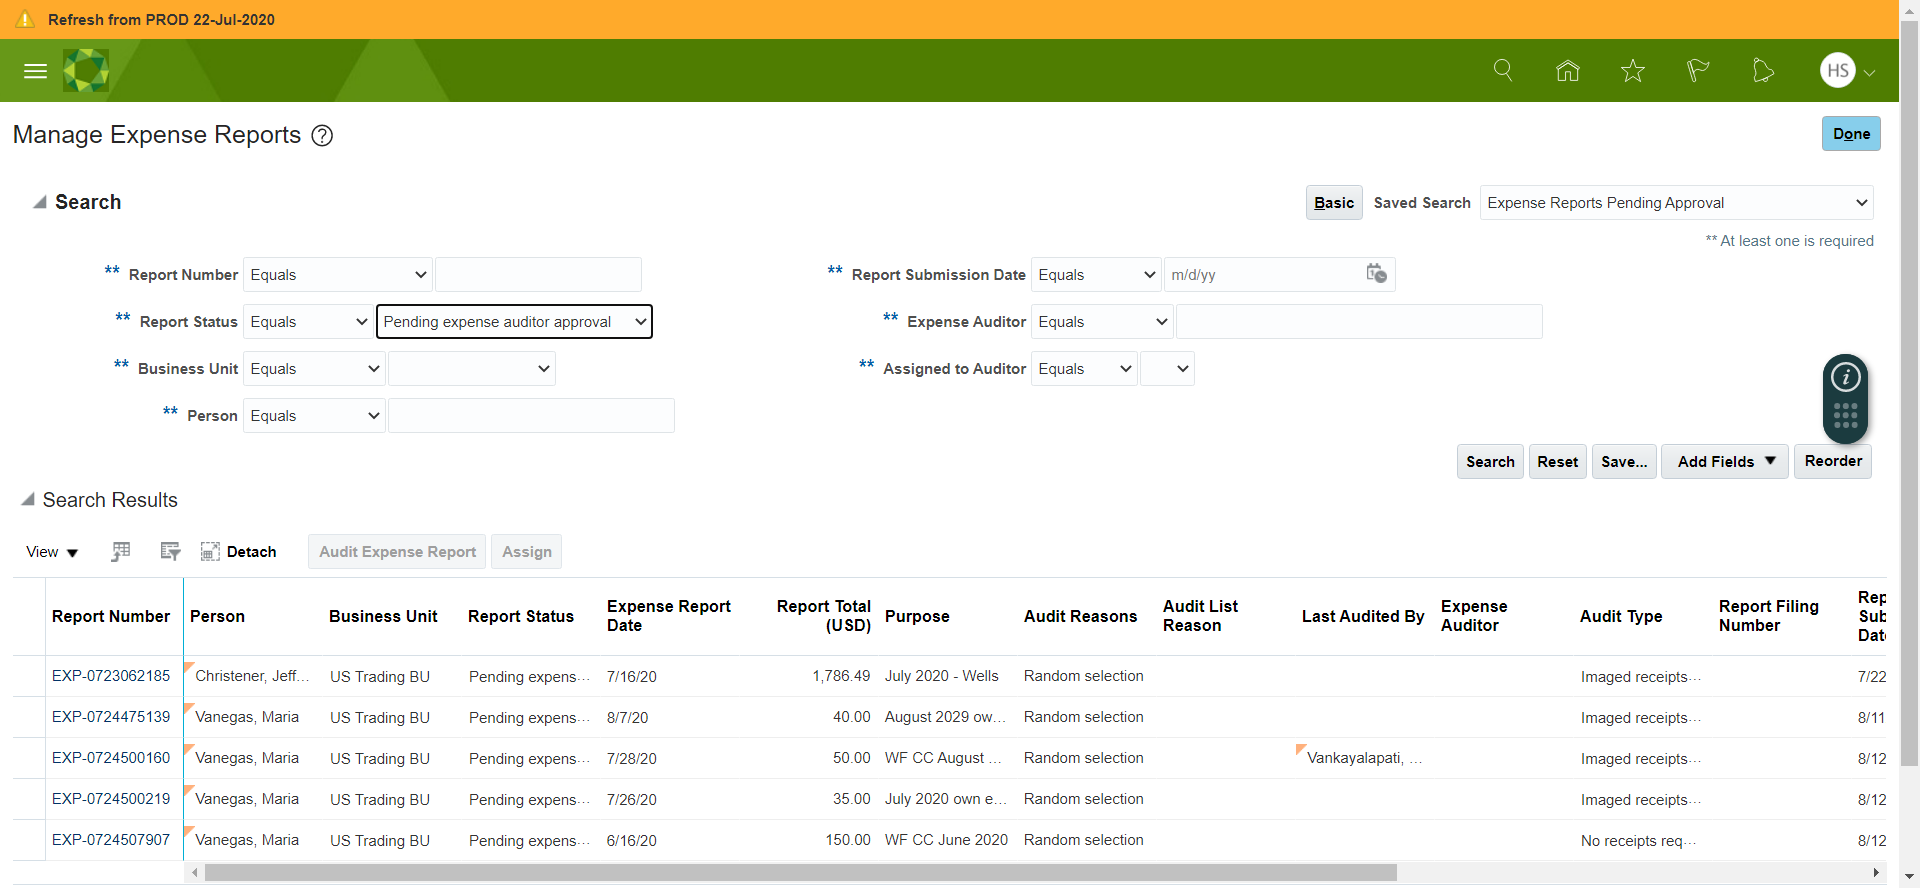 Refresh from PROD 22-Jul-2020
HS
Manage Expense Reports ?
Done
Search
Basic Saved Search Expense Reports Pending Approval
** At least one is required
** Report Number Equals
** Report Submission Date Equals m/d/yy
** Report Status Equals Pending expense auditor approval
** Expense Auditor Equals
** Business Unit Equals
** Assigned to Auditor Equals
** Person Equals
Search Reset Save... Add Fields Reorder
Search Results
View Detach Audit Expense Report Assign
Report Number Person Business Unit Report Status Expense Report Date Report Total (USD) Purpose Audit Reasons Audit List Reason Last Audited By Expense Auditor Audit Type Report Filing Number Rep Sub Date
EXP-0723062185 Christener, Jeff... US Trading BU Pending expens... 7/16/20 1,786.49 July 2020 - Wells Random selection Imaged receipts... 7/22
EXP-0724475139 Vanegas, Maria US Trading BU Pending expens... 8/7/20 40.00 August 2029 ow... Random selection Imaged receipts... 8/11
EXP-0724500160 Vanegas, Maria US Trading BU Pending expens... 7/28/20 50.00 WF CC August ... Random selection Vankayalapati, ... Imaged receipts... 8/12
EXP-0724500219 Vanegas, Maria US Trading BU Pending expens... 7/26/20 35.00 July 2020 own e... Random selection Imaged receipts... 8/12
EXP-0724507907 Vanegas, Maria US Trading BU Pending expens... 6/16/20 150.00 WF CC June 2020 Random selection No receipts req... 8/12